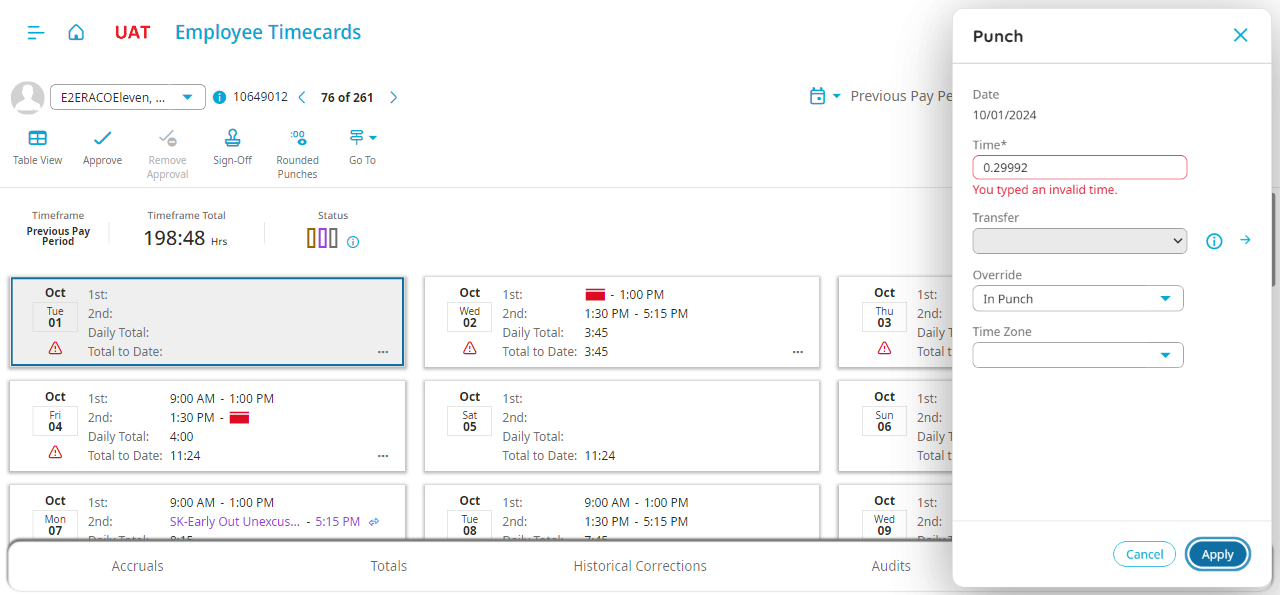 UAT Employee Timecards
E2ERACOEleven, ... 10649012 76 of 261 Previous Pay Pe
Table View Approve Remove Approval Sign-Off Rounded Punches Go To
Timeframe Timeframe Total Status
Previous Pay Period 198:48 Hrs
Oct Tue 01
1st:
2nd:
Daily Total:
Total to Date:
...
Oct Wed 02
1st: - 1:00 PM
2nd: 1:30 PM - 5:15 PM
Daily Total: 3:45
Total to Date: 3:45
...
Oct Thu 03
1st:
2nd:
Daily T
Total t
Oct Fri 04
1st: 9:00 AM - 1:00 PM
2nd: 1:30 PM -
Daily Total: 4:00
Total to Date: 11:24
...
Oct Sat 05
1st:
2nd:
Daily Total:
Total to Date: 11:24
Oct Sun 06
1st:
2nd:
Daily T
Total t
Oct Mon 07
1st: 9:00 AM - 1:00 PM
2nd: SK-Early Out Unexcus... - 5:15 PM
Oct Tue 08
1st: 9:00 AM - 1:00 PM
2nd: 1:30 PM - 5:15 PM
Oct Wed 09
1st:
2nd:
Accruals Totals Historical Corrections Audits
Punch
Date
10/01/2024
Time*
0.29992
You typed an invalid time.
Transfer
Override
In Punch
Time Zone
Cancel Apply